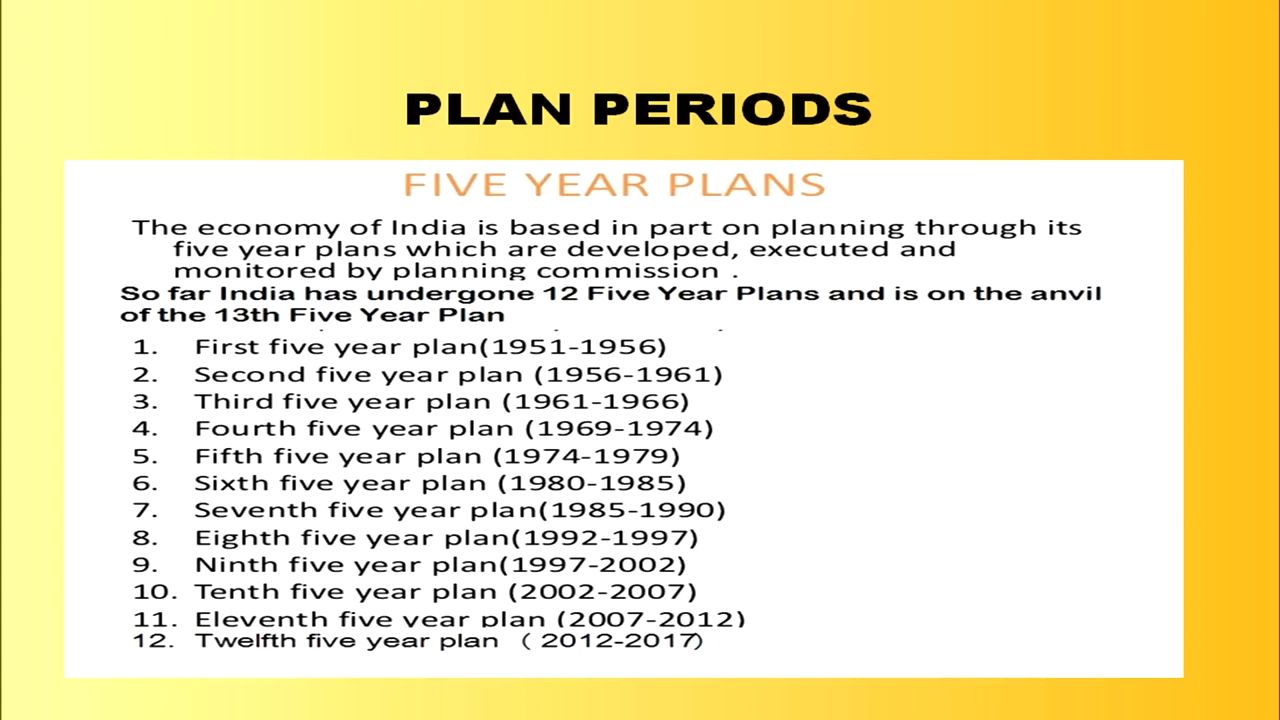 PLAN PERIODS
FIVE YEAR PLANS
The economy of India is based in part on planning through its
five year plans which are developed, executed and
monitored by planning commission .
So far India has undergone 12 Five Year Plans and is on the anvil
of the 13th Five Year Plan
1. First five year plan(1951-1956)
2. Second five year plan (1956-1961)
3. Third five year plan (1961-1966)
4. Fourth five year plan (1969-1974)
5. Fifth five year plan (1974-1979)
6. Sixth five year plan (1980-1985)
7. Seventh five year plan(1985-1990)
8. Eighth five year plan(1992-1997)
9. Ninth five year plan(1997-2002)
10. Tenth five year plan (2002-2007)
11. Eleventh five year plan (2007-2012)
12. Twelfth five year plan ( 2012-2017)